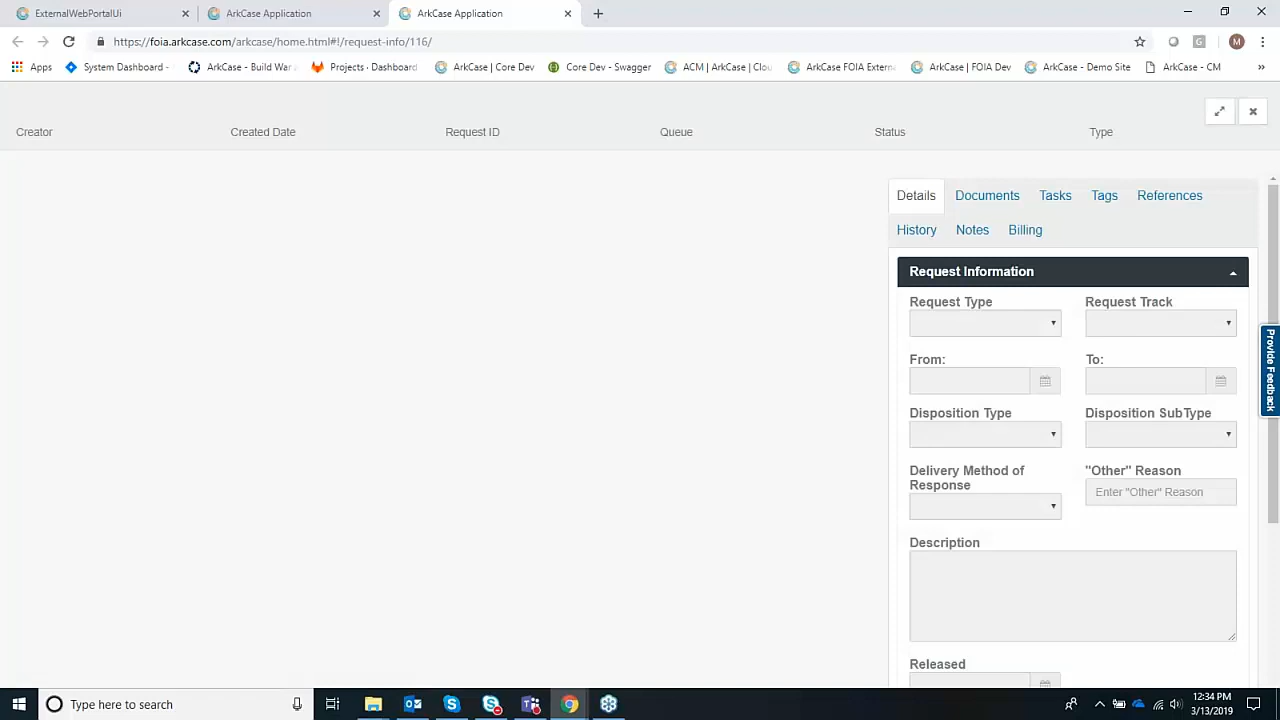 ExternalWebPortalUi
ArkCase Application
ArkCase Application
https://foia.arkcase.com/arkcase/home.html#!/request-info/116/
G
M
Apps
System Dashboard -
ArkCase - Build War
Projects · Dashboard
ArkCase | Core Dev
Core Dev - Swagger
ACM | ArkCase | Clou
ArkCase FOIA Extern
ArkCase | FOIA Dev
ArkCase - Demo Site
ArkCase - CM
»
Creator
Created Date
Request ID
Queue
Status
Type
Details
Documents
Tasks
Tags
References
History
Notes
Billing
Request Information
Request Type
Request Track
From:
To:
Disposition Type
Disposition SubType
Delivery Method of
Response
"Other" Reason
Enter "Other" Reason
Description
Released
Provide Feedback
Type here to search
12:34 PM
3/13/2019